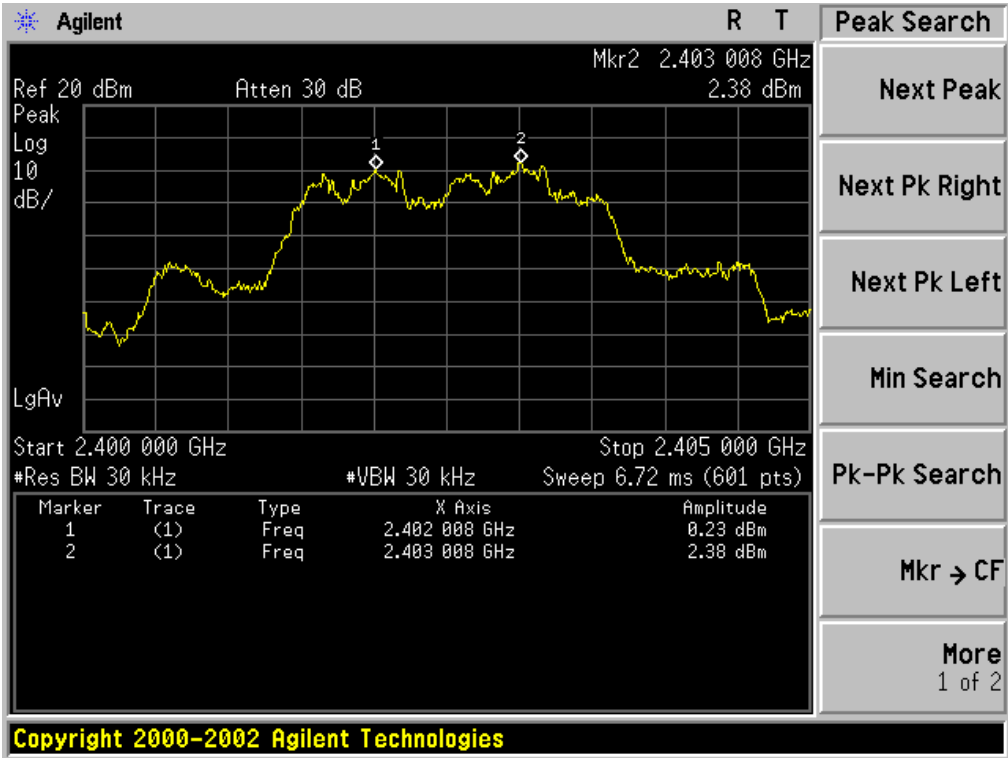 Agilent
R T
Peak Search
Mkr2 2.403 008 GHz
Ref 20 dBm Atten 30 dB 2.38 dBm
Peak
Log
10
dB/
1
2
LgAv
Start 2.400 000 GHz Stop 2.405 000 GHz
#Res BW 30 kHz #VBW 30 kHz Sweep 6.72 ms (601 pts)
Marker Trace Type X Axis Amplitude
1 (1) Freq 2.402 008 GHz 0.23 dBm
2 (1) Freq 2.403 008 GHz 2.38 dBm
Next Peak
Next Pk Right
Next Pk Left
Min Search
Pk-Pk Search
Mkr → CF
More
1 of 2
Copyright 2000-2002 Agilent Technologies